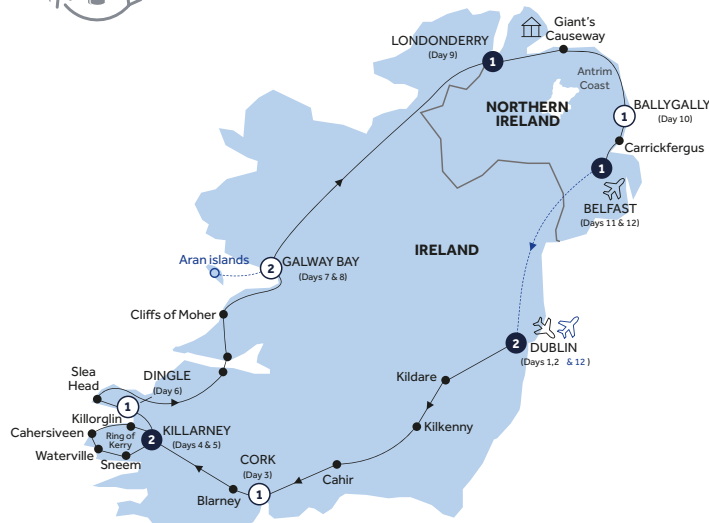 Giant's
Causeway
LONDONDERRY
(Day 9)
1
Antrim
Coast
NORTHERN
IRELAND
BALLYGALLY
1
(Day 10)
Carrickfergus
1
BELFAST
(Days 11 & 12)
IRELAND
Aran islands
2
GALWAY BAY
(Days 7 & 8)
Cliffs of Moher
2
DUBLIN
(Days 1,2 & 12 )
Slea
Head
DINGLE
(Day 6)
1
Kildare
Killorglin
Cahersiveen
Ring of
Kerry
2
KILLARNEY
(Days 4 & 5)
Kilkenny
Waterville
Sneem
CORK
(Day 3)
1
Cahir
Blarney